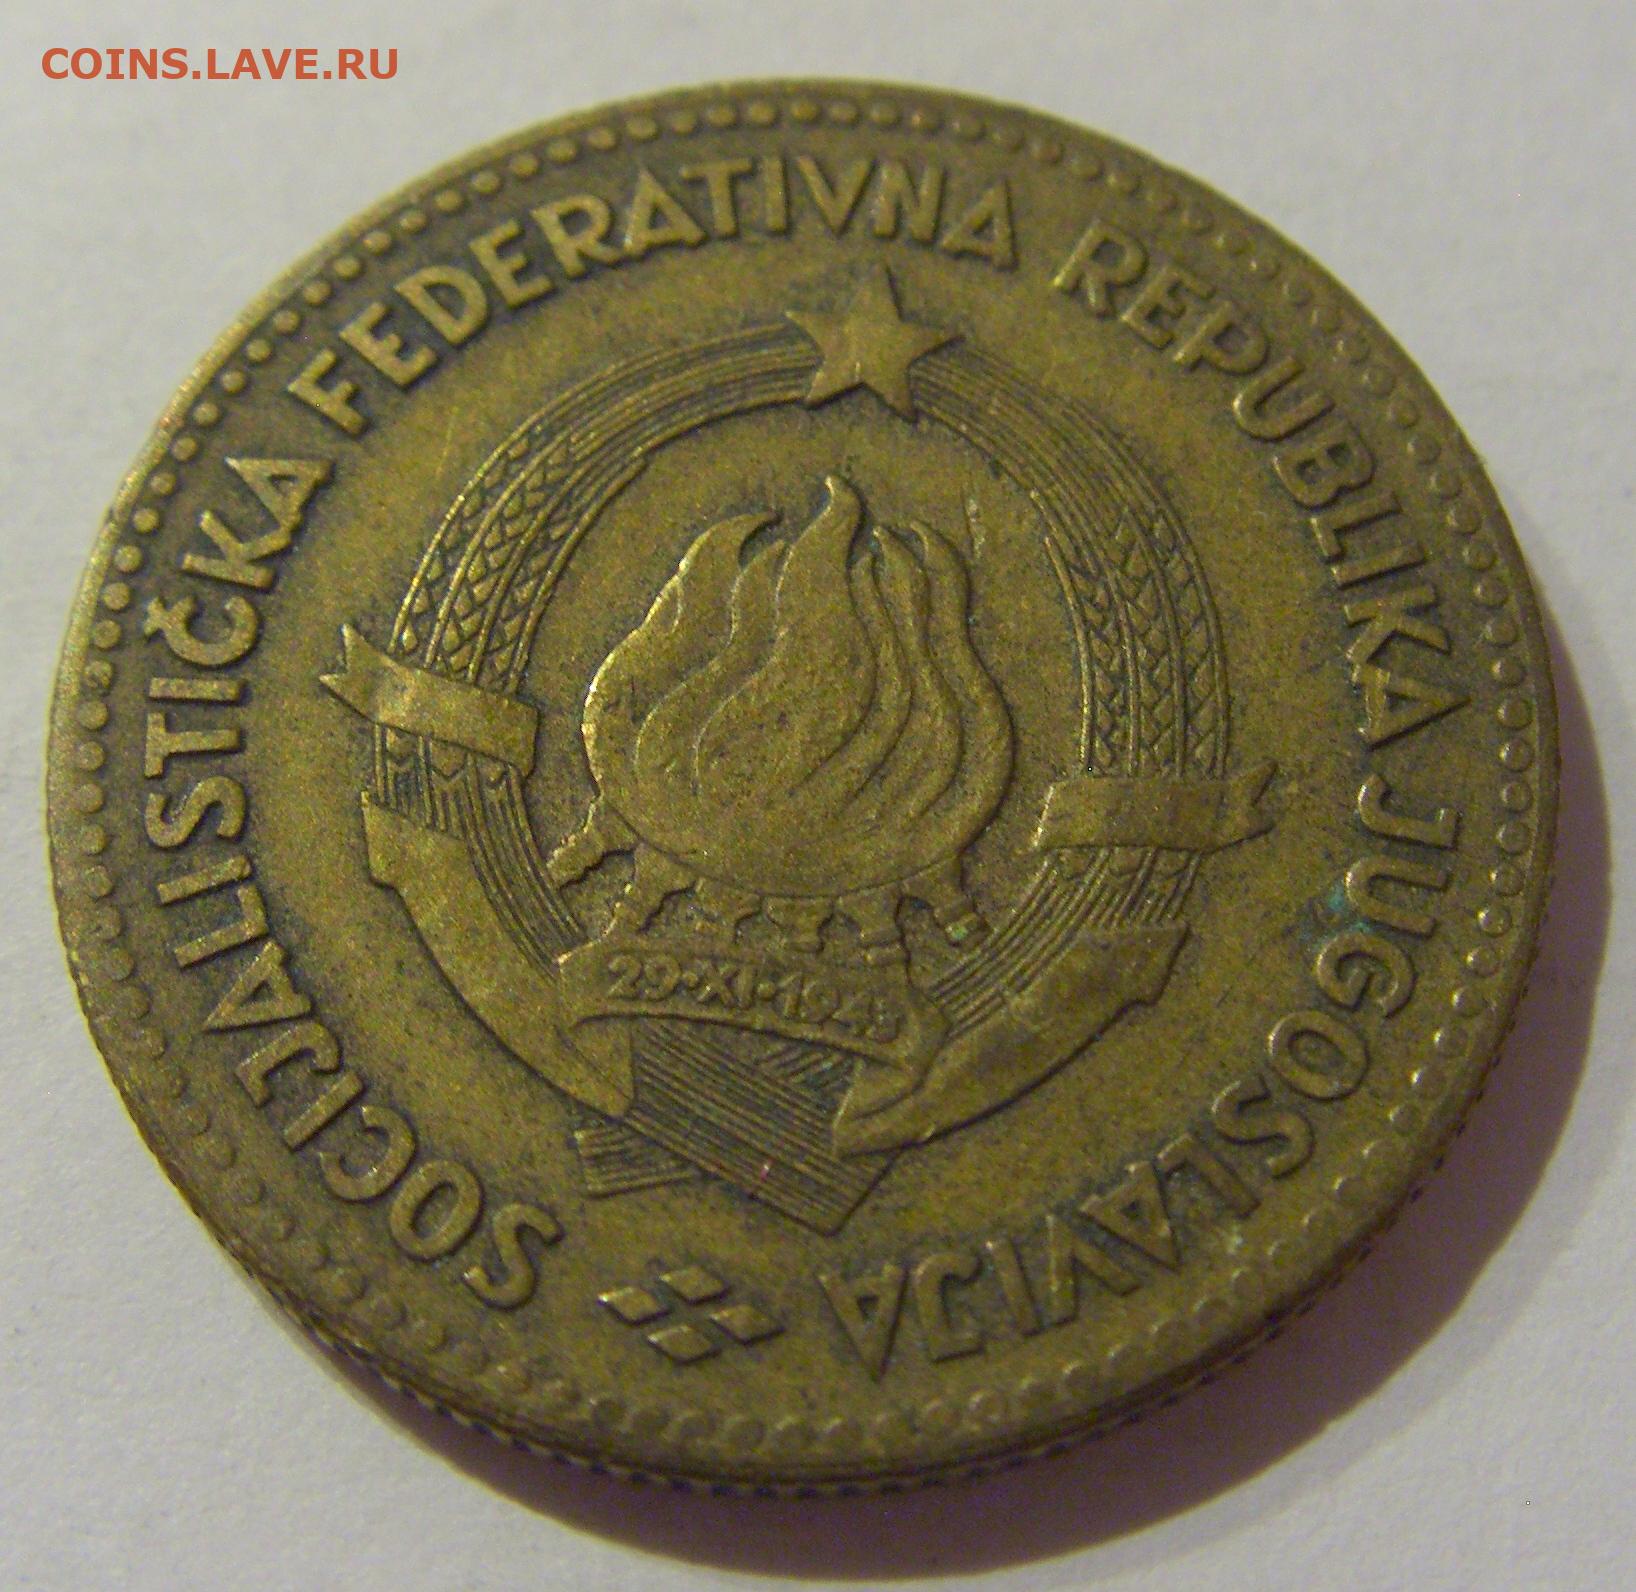 COINS.LAVE.RU
SOCIJALISTIČKA FEDERATIVNA REPUBLIKA JUGOSLAVIJA
29·XI·1943